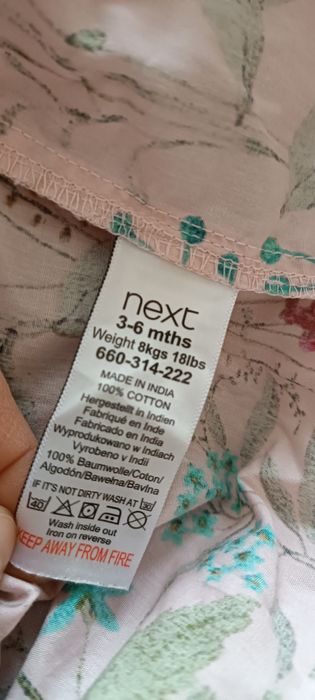 next
3-6 mths
Weight 8kgs 18lbs
660-314-222
MADE IN INDIA
100% COTTON
Hergestellt in Indien
Fabriqué en Inde
Fabricado en India
Wyprodukowano w Indiach
Vyrobeno v Indii
100% Baumwolle/Coton/
Algodón/Bawełna/Bavlna
IF IT'S NOT DIRTY WASH AT 30
40
Wash inside out
Iron on reverse
KEEP AWAY FROM FIRE